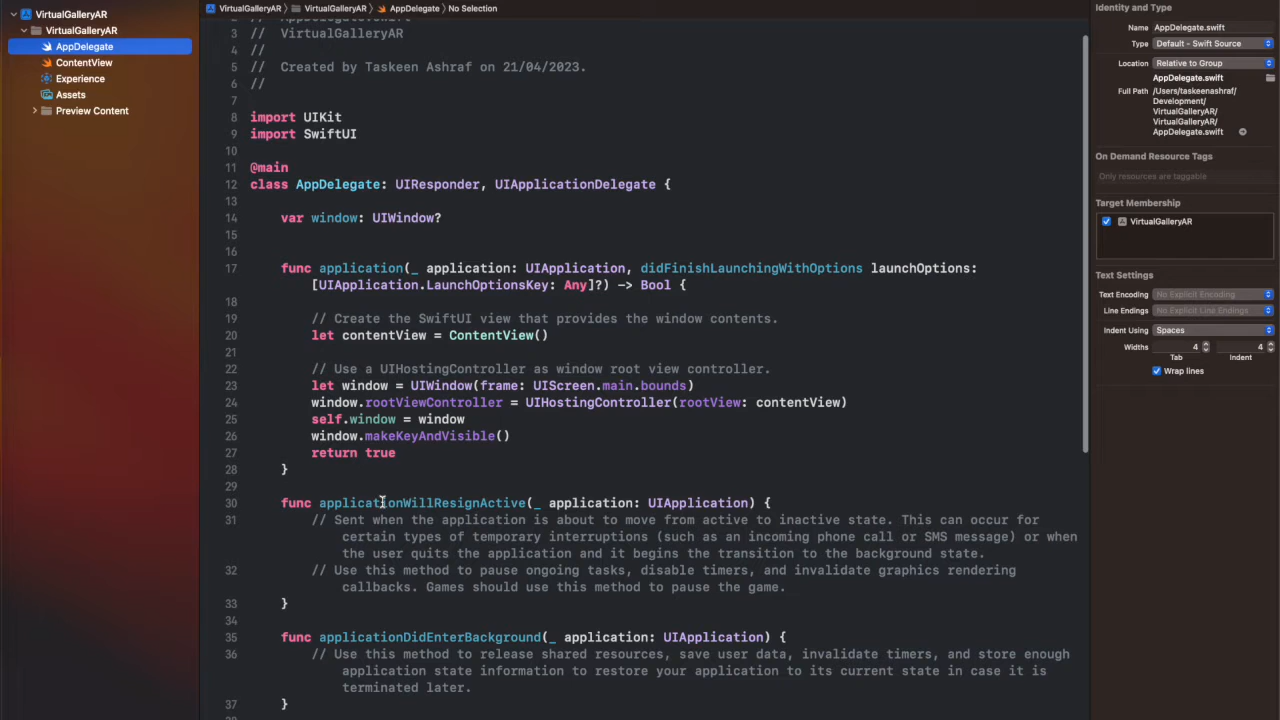 VirtualGalleryAR
VirtualGalleryAR
AppDelegate
ContentView
Experience
Assets
Preview Content
VirtualGalleryAR
VirtualGalleryAR
AppDelegate
No Selection
2 // AppDelegate.swift
3 // VirtualGalleryAR
4 //
5 // Created by Taskeen Ashraf on 21/04/2023.
6 //
7
8 import UIKit
9 import SwiftUI
10
11 @main
12 class AppDelegate: UIResponder, UIApplicationDelegate {
13
14 var window: UIWindow?
15
16
17 func application(_ application: UIApplication, didFinishLaunchingWithOptions launchOptions:
[UIApplication.LaunchOptionsKey: Any]?) -> Bool {
18
19 // Create the SwiftUI view that provides the window contents.
20 let contentView = ContentView()
21
22 // Use a UIHostingController as window root view controller.
23 let window = UIWindow(frame: UIScreen.main.bounds)
24 window.rootViewController = UIHostingController(rootView: contentView)
25 self.window = window
26 window.makeKeyAndVisible()
27 return true
28 }
29
30 func applicationWillResignActive(_ application: UIApplication) {
31 // Sent when the application is about to move from active to inactive state. This can occur for
certain types of temporary interruptions (such as an incoming phone call or SMS message) or when
the user quits the application and it begins the transition to the background state.
32 // Use this method to pause ongoing tasks, disable timers, and invalidate graphics rendering
callbacks. Games should use this method to pause the game.
33 }
34
35 func applicationDidEnterBackground(_ application: UIApplication) {
36 // Use this method to release shared resources, save user data, invalidate timers, and store enough
application state information to restore your application to its current state in case it is
terminated later.
37 }
Identity and Type
Name AppDelegate.swift
Type Default - Swift Source
Location Relative to Group
AppDelegate.swift
Full Path /Users/taskeenashraf/
Development/
VirtualGalleryAR/
VirtualGalleryAR/
AppDelegate.swift
On Demand Resource Tags
Only resources are taggable
Target Membership
VirtualGalleryAR
Text Settings
Text Encoding No Explicit Encoding
Line Endings No Explicit Line Endings
Indent Using Spaces
Widths 4 4
Tab Indent
Wrap lines